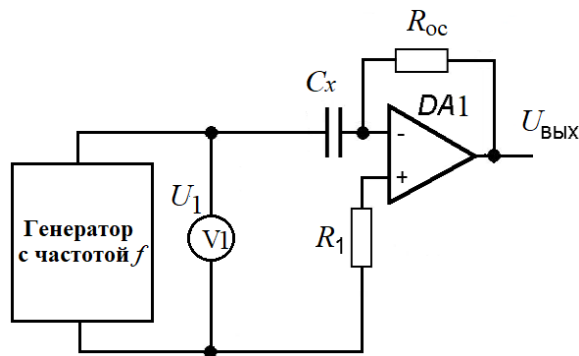 Rос
Cx
DA1
Uвых
-
+
U1
V1
Генератор
с частотой f
R1